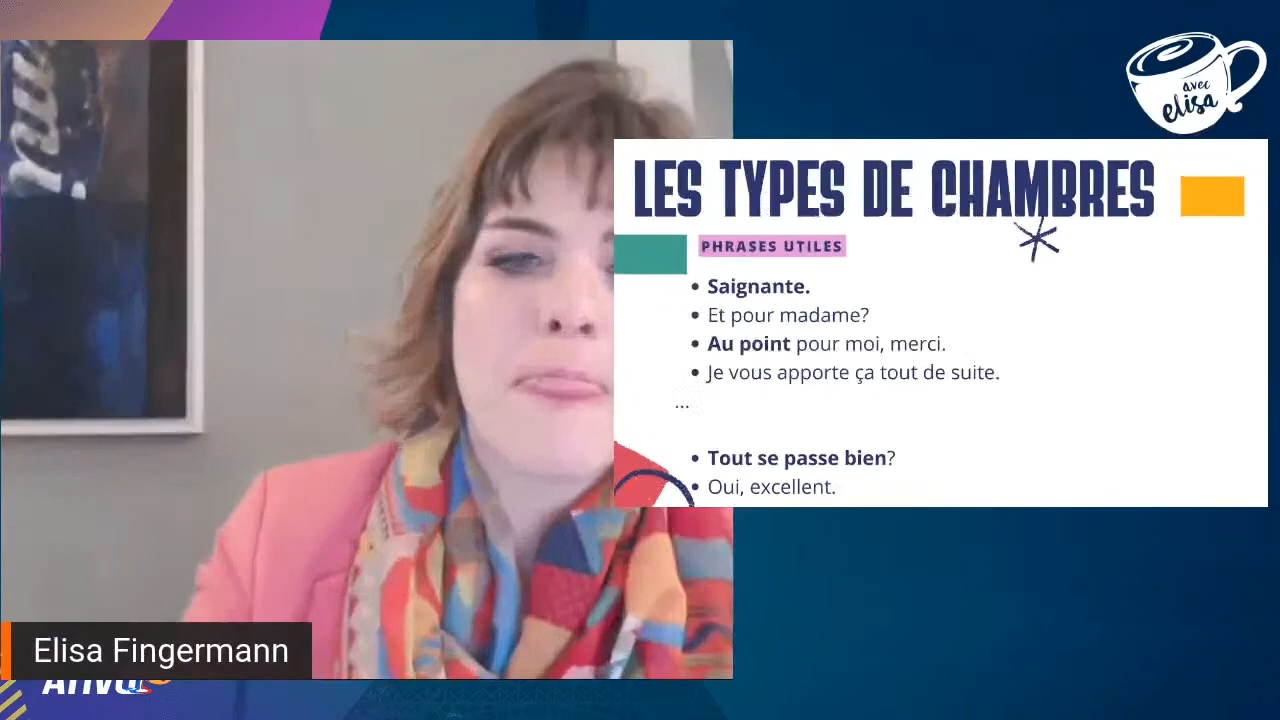 avec
elisa
LES TYPES DE CHAMBRES
PHRASES UTILES
• Saignante.
• Et pour madame?
• Au point pour moi, merci.
• Je vous apporte ça tout de suite.
...
• Tout se passe bien?
• Oui, excellent.
Elisa Fingermann